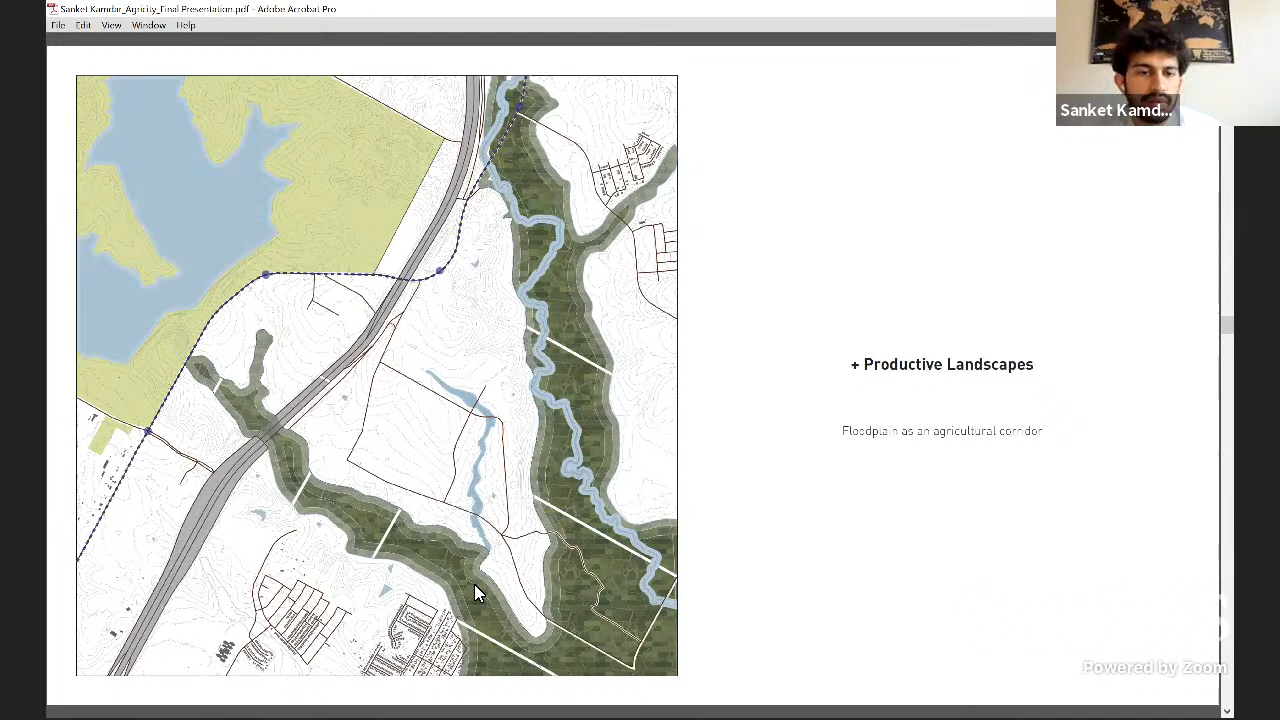 Sanket Kamdar_Agricity_Final Presentation.pdf - Adobe Acrobat Pro
File Edit View Window Help
Sanket Kamd...
+ Productive Landscapes
Floodplain as an agricultural corridor
Powered by Zoom